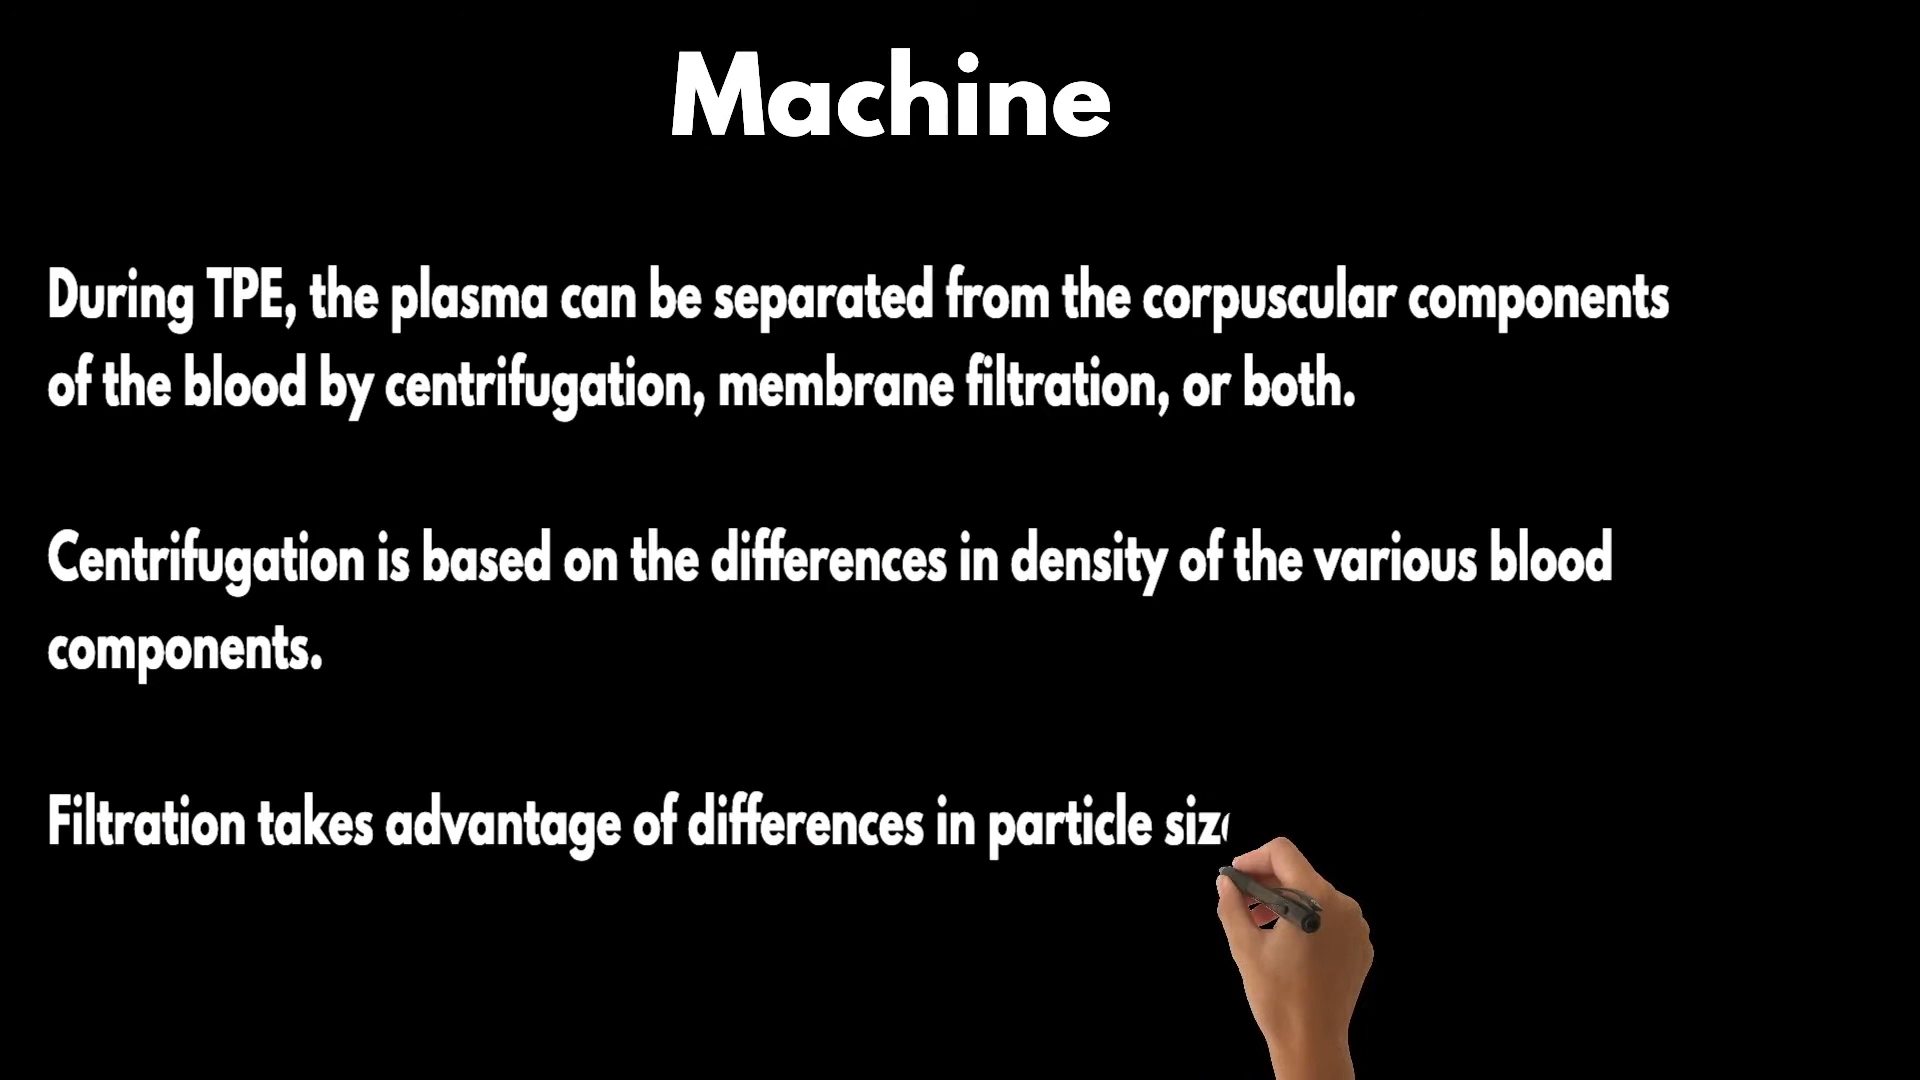 Machine
During TPE, the plasma can be separated from the corpuscular components
of the blood by centrifugation, membrane filtration, or both.
Centrifugation is based on the differences in density of the various blood
components.
Filtration takes advantage of differences in particle